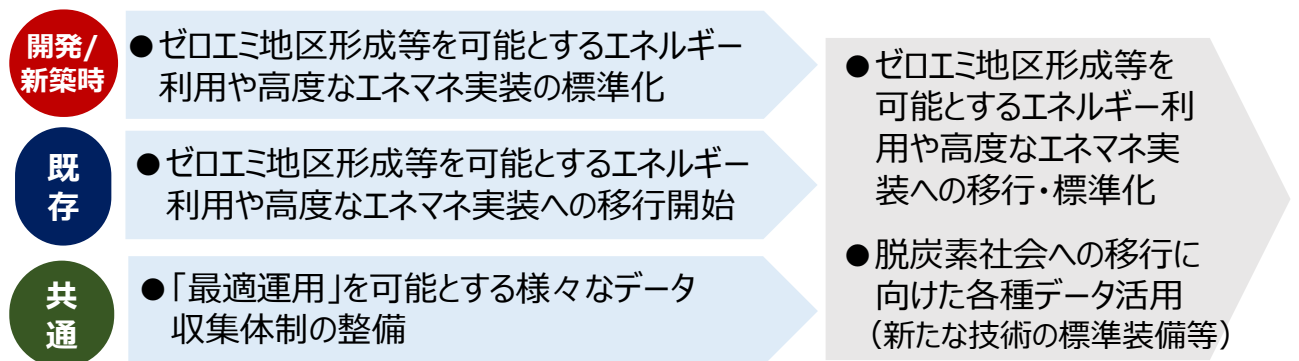 開発/
新築時
●ゼロエミ地区形成等を可能とするエネルギー
利用や高度なエネマネ実装の標準化
既
存
●ゼロエミ地区形成等を可能とするエネルギー
利用や高度なエネマネ実装への移行開始
共
通
●「最適運用」を可能とする様々なデータ
収集体制の整備
●ゼロエミ地区形成等を
可能とするエネルギー利
用や高度なエネマネ実
装への移行・標準化
●脱炭素社会への移行に
向けた各種データ活用
（新たな技術の標準装備等）